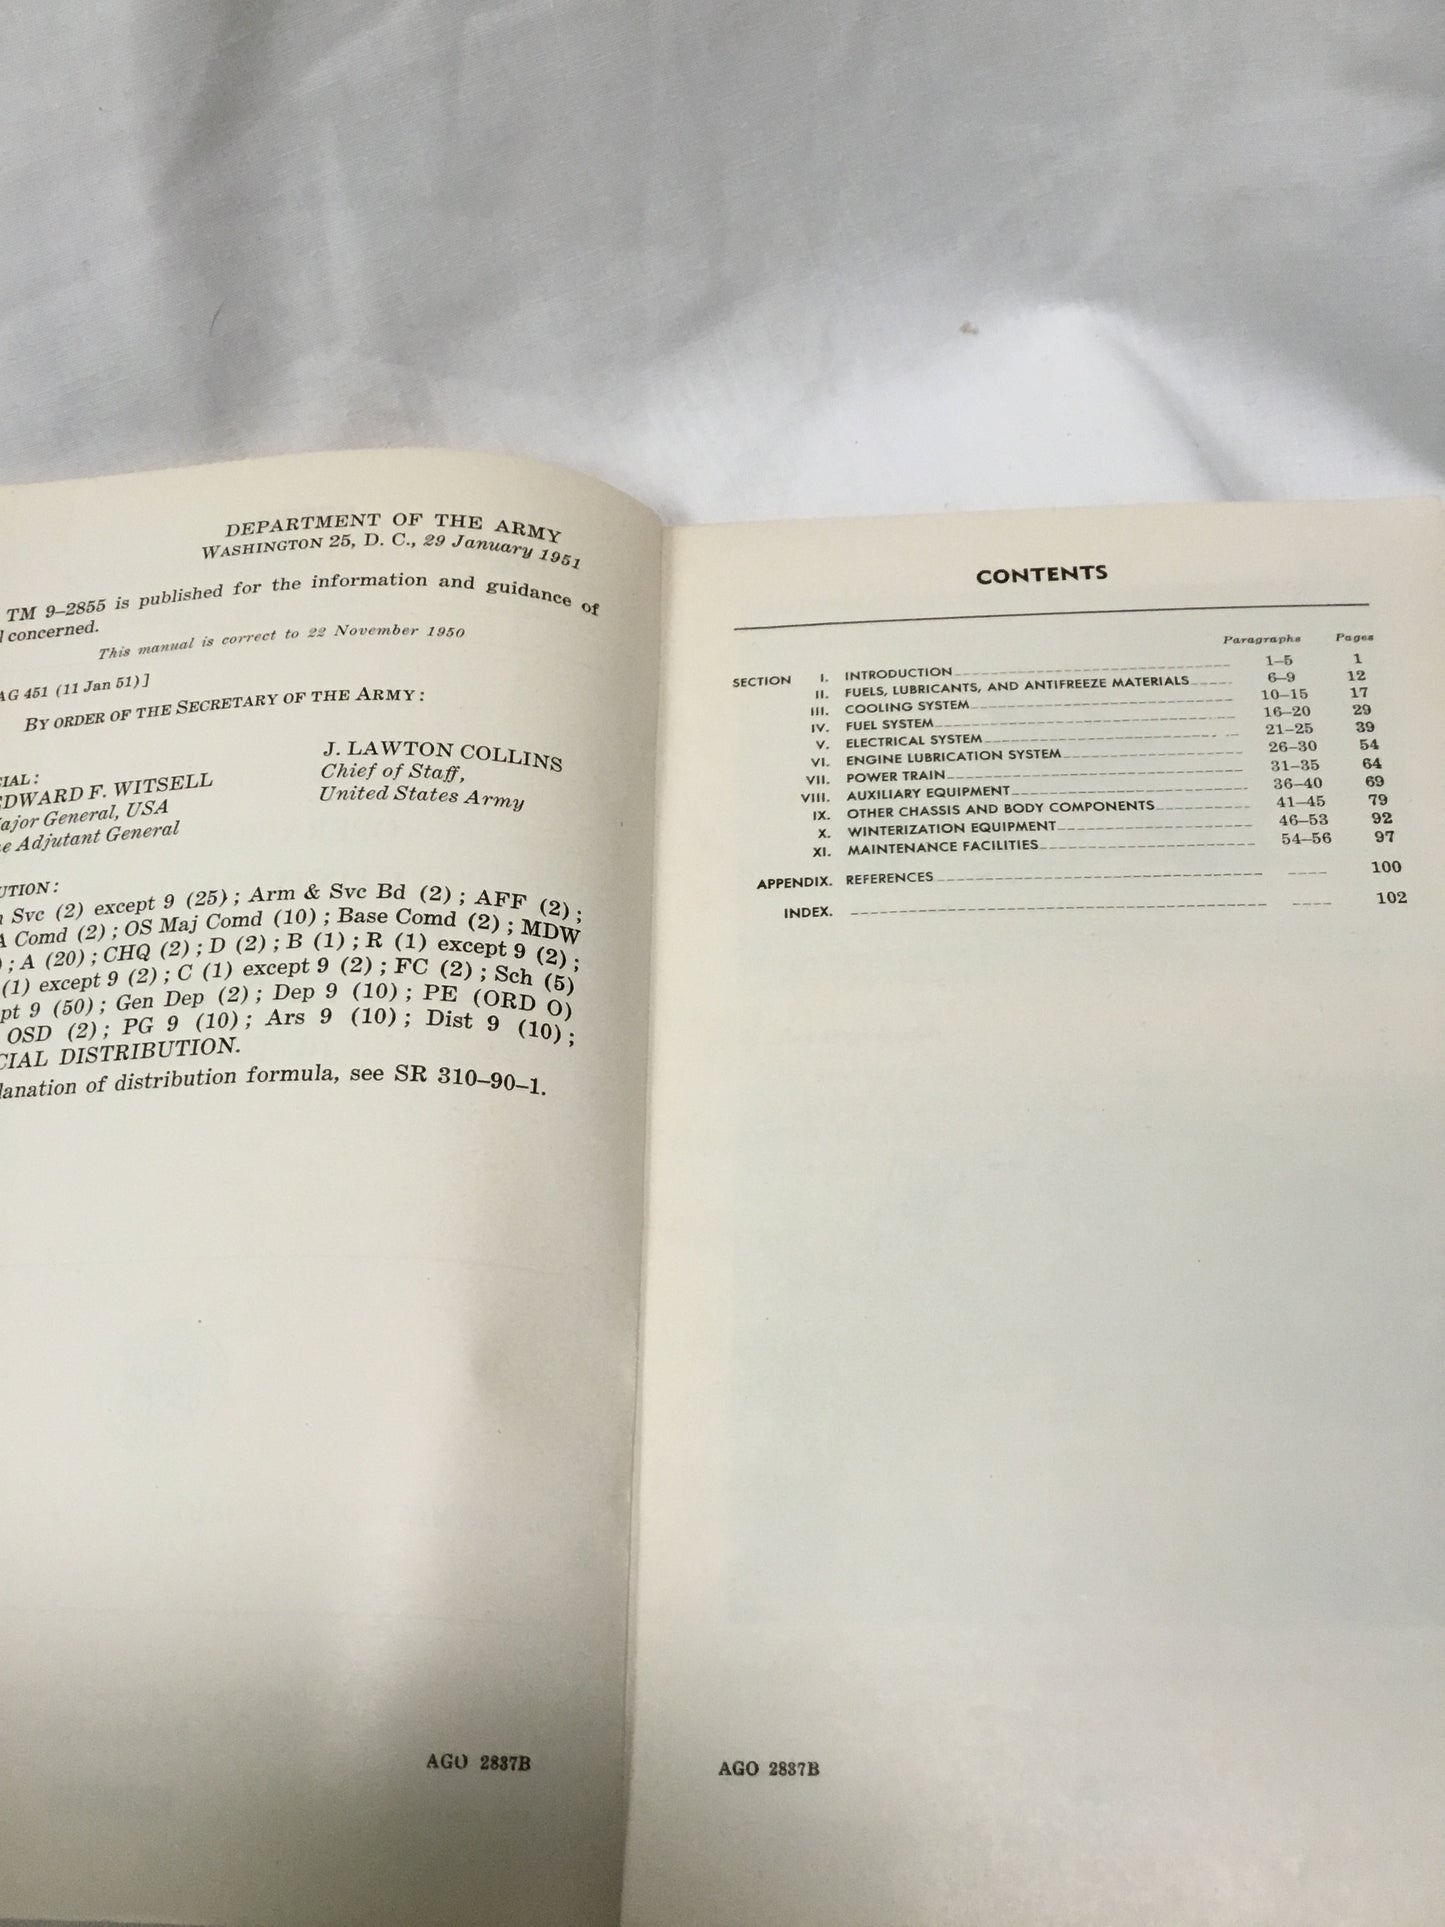 DEPARTMENT OF THE ARMY
WASHINGTON 25, D. C., 29 January 1951
TM 9–2855 is published for the information and guidance of
concerned.
This manual is correct to 22 November 1950
AG 451 (11 Jan 51)]
BY ORDER OF THE SECRETARY OF THE ARMY:
J. LAWTON COLLINS
Chief of Staff,
United States Army
CIAL:
EDWARD F. WITSELL
Major General, USA
The Adjutant General
UTION:
Svc (2) except 9 (25); Arm & Svc Bd (2); AFF (2);
A Comd (2); OS Maj Comd (10); Base Comd (2); MDW
); A (20); CHQ (2); D (2); B (1); R (1) except 9 (2);
(1) except 9 (2); C (1) except 9 (2); FC (2); Sch (5)
pt 9 (50); Gen Dep (2); Dep 9 (10); PE (ORD O)
OSD (2); PG 9 (10); Ars 9 (10); Dist 9 (10);
CIAL DISTRIBUTION.
lanation of distribution formula, see SR 310–90–1.
AGO 2837B
CONTENTS
Paragraphs Pages
SECTION I. INTRODUCTION 1–5 1
II. FUELS, LUBRICANTS, AND ANTIFREEZE MATERIALS 6–9 12
III. COOLING SYSTEM 10–15 17
IV. FUEL SYSTEM 16–20 29
V. ELECTRICAL SYSTEM 21–25 39
VI. ENGINE LUBRICATION SYSTEM 26–30 54
VII. POWER TRAIN 31–35 64
VIII. AUXILIARY EQUIPMENT 36–40 69
IX. OTHER CHASSIS AND BODY COMPONENTS 41–45 79
X. WINTERIZATION EQUIPMENT 46–53 92
XI. MAINTENANCE FACILITIES 54–56 97
APPENDIX. REFERENCES 100
INDEX. 102
AGO 2837B